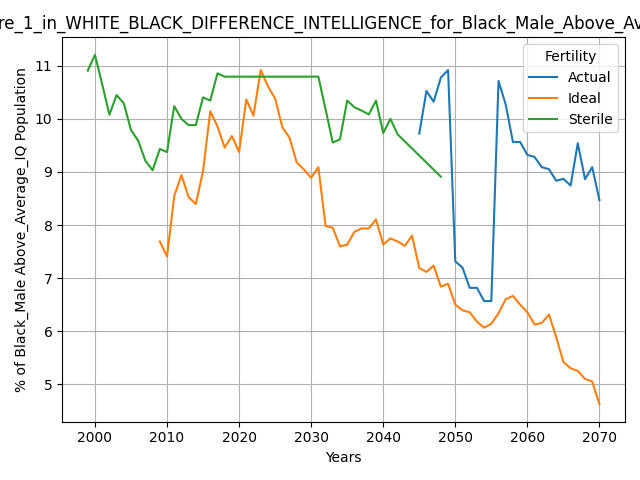 re_1_in_WHITE_BLACK_DIFFERENCE_INTELLIGENCE_for_Black_Male_Above_Av
Fertility
Actual
Ideal
Sterile
% of Black_Male Above_Average_IQ Population
11
10
9
8
7
6
5
2000
2010
2020
2030
2040
2050
2060
2070
Years